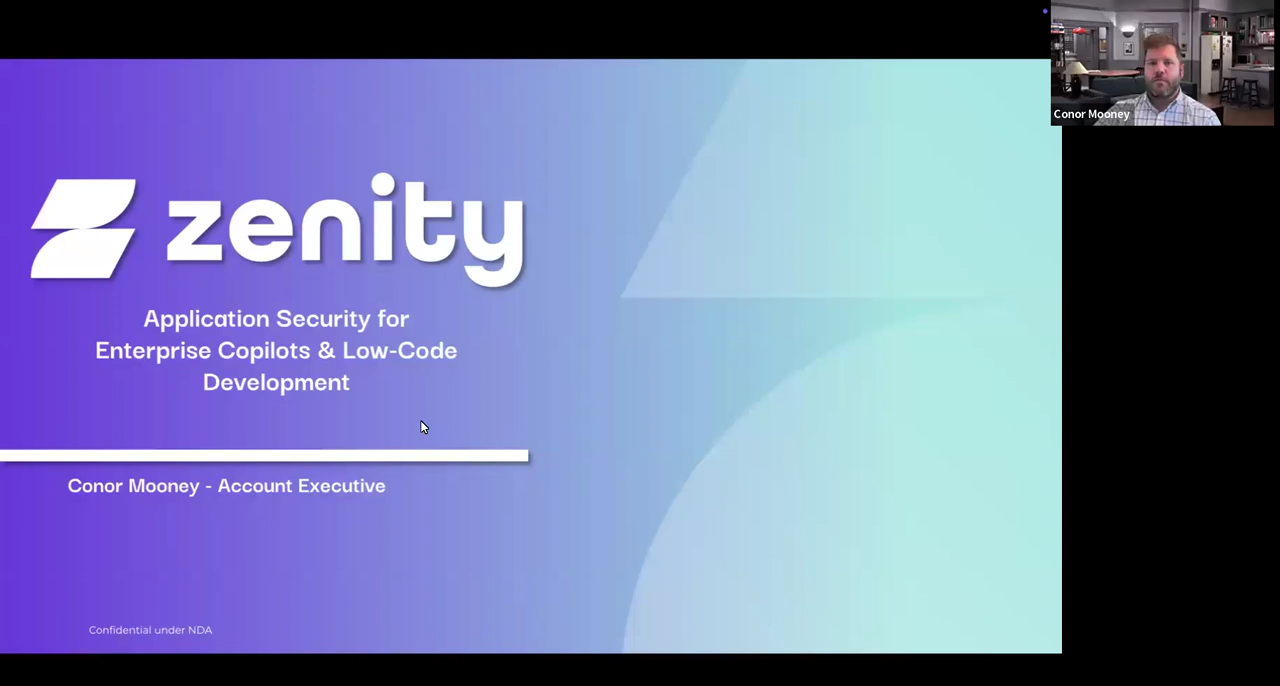 Conor Mooney
zenity
Application Security for
Enterprise Copilots & Low-Code
Development
Conor Mooney - Account Executive
Confidential under NDA